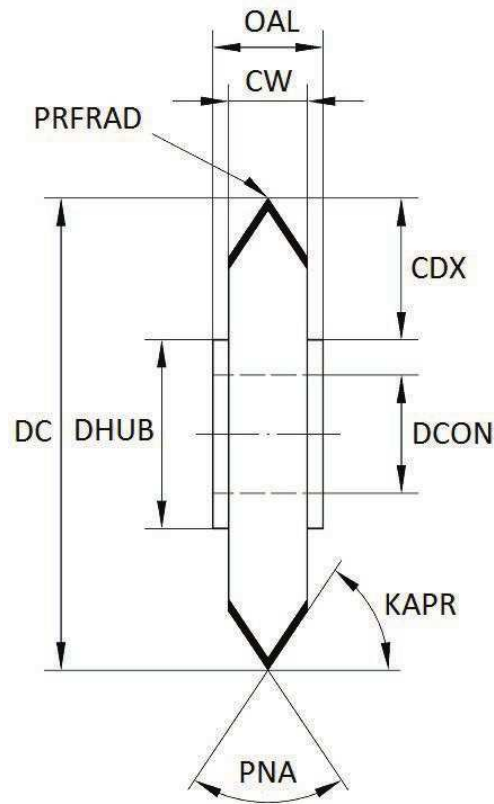 OAL
CW
PRFRAD
CDX
DC
DHUB
DCON
KAPR
PNA